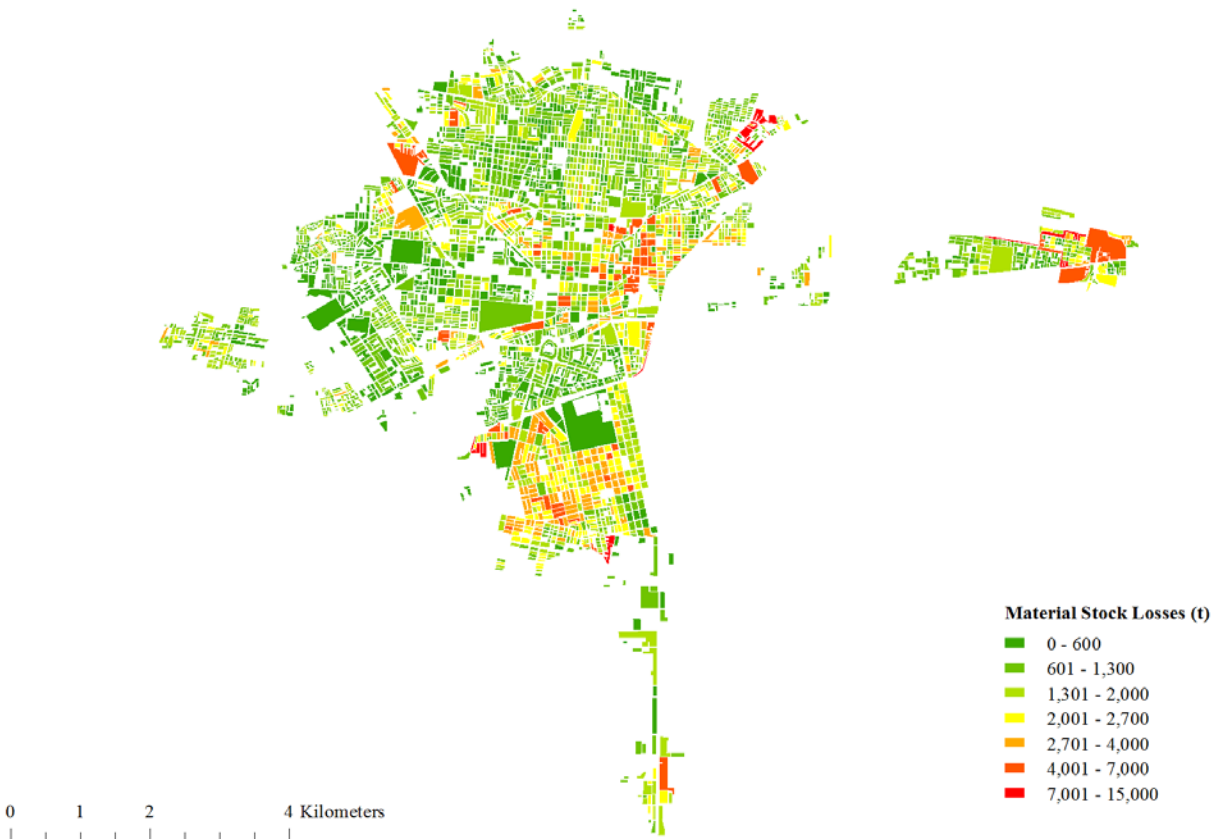 Material Stock Losses (t)
0 - 600
601 - 1,300
1,301 - 2,000
2,001 - 2,700
2,701 - 4,000
4,001 - 7,000
7,001 - 15,000
0 1 2 4 Kilometers